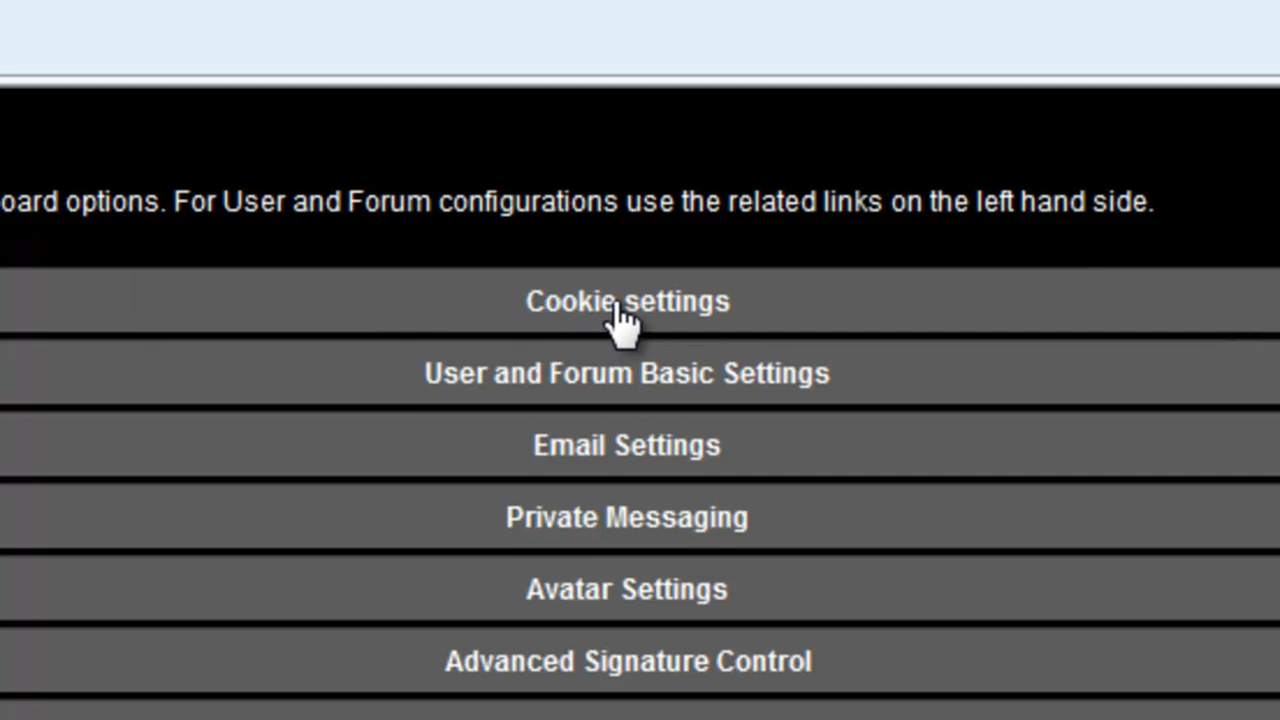 options. For User and Forum configurations use the related links on the left hand side.
Cookie settings
User and Forum Basic Settings
Email Settings
Private Messaging
Avatar Settings
Advanced Signature Control